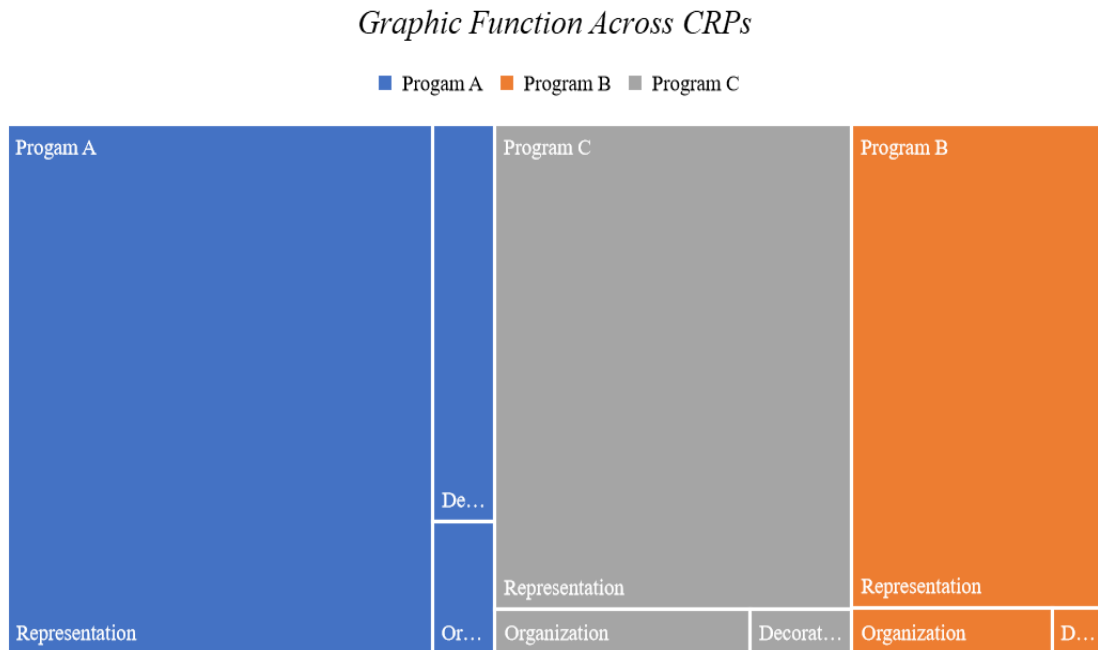 Graphic Function Across CRPs
Progam A Program B Program C
Progam A
De...
Representation
Or...
Program C
Representation
Organization
Decorat...
Program B
Representation
Organization
D...